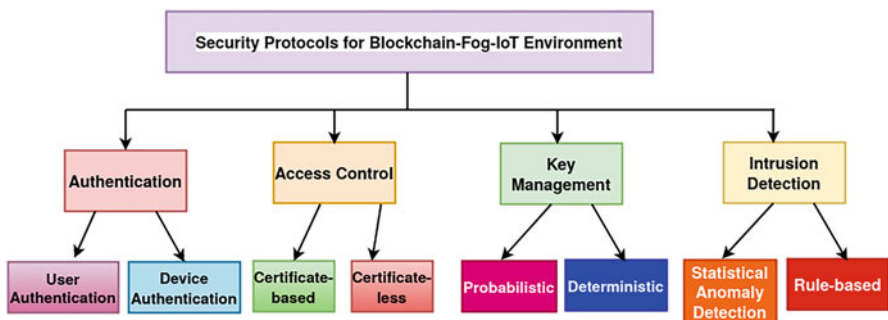 Security Protocols for Blockchain-Fog-IoT Environment
Authentication
Access Control
Key
Management
Intrusion
Detection
User
Authentication
Device
Authentication
Certificate-
based
Certificate-
less
Probabilistic
Deterministic
Statistical
Anomaly
Detection
Rule-based